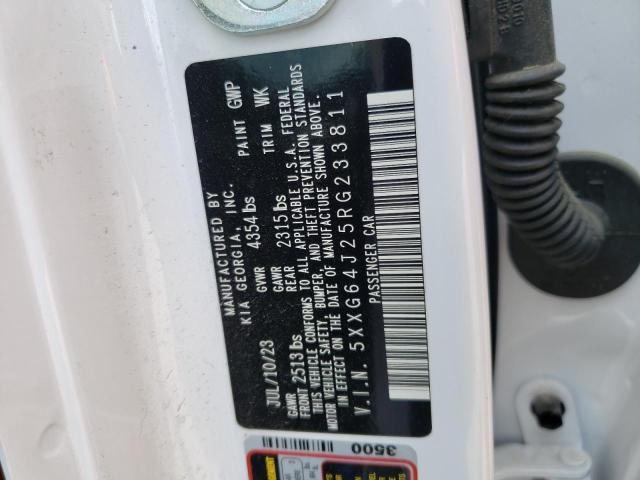 MANUFACTURED BY
KIA GEORGIA, INC.
PAINT GWP
JUL/10/23 GVWR 4354lbs TRIM WK
GAWR GAWR
FRONT 2513lbs REAR 2315lbs
THIS VEHICLE CONFORMS TO ALL APPLICABLE U.S.A. FEDERAL
MOTOR VEHICLE SAFETY, BUMPER, AND THEFT PREVENTION STANDARDS
IN EFFECT ON THE DATE OF MANUFACTURE SHOWN ABOVE.
V.I.N. 5XXG64J25RG233811
PASSENGER CAR
3500